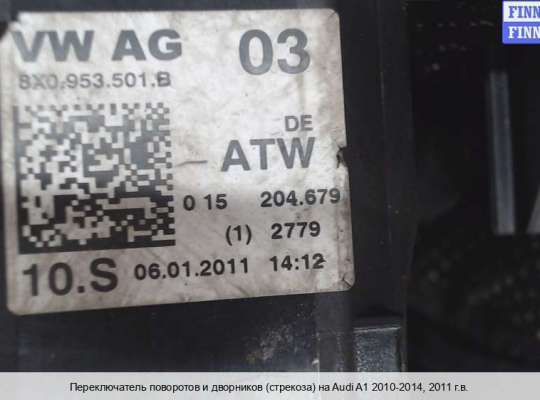 FINN
FINN
VW AG 03
8X0.953.501.B
DE
ATW
0 15 204.679
(1) 2779
10.S 06.01.2011 14:12
Переключатель поворотов и дворников (стрекоза) на Audi A1 2010-2014, 2011 г.в.